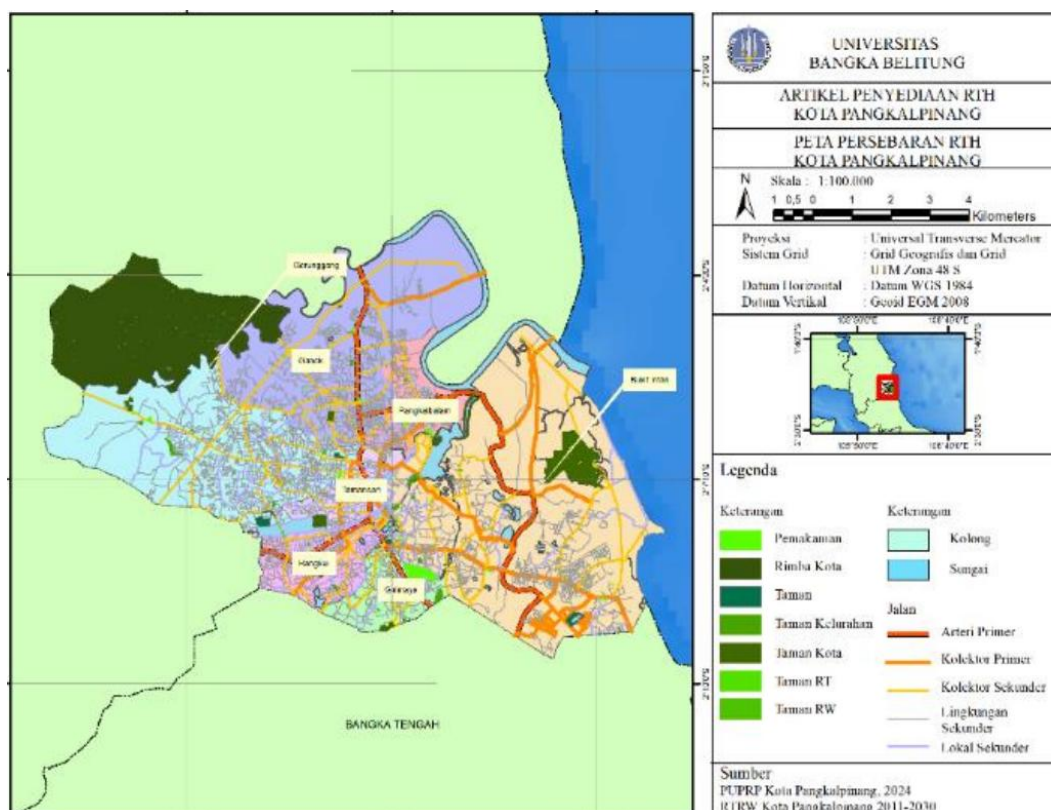 UNIVERSITAS
BANGKA BELITUNG
ARTIKEL PENYEDIAAN RTH
KOTA PANGKALPINANG
PETA PERSEBARAN RTH
KOTA PANGKALPINANG
N
Skala : 1:100.000
1 0,5 0 1 2 3 4
Kilometers
Proyeksi : Universal Transverse Mercator
Sistem Grid : Grid Geografis dan Grid
UTM Zona 48 S
Datum Horizontal : Datum WGS 1984
Datum Vertikal : Geoid EGM 2008
Legenda
Keterangan
Pemakaman
Rimba Kota
Taman
Taman Kelurahan
Taman Kota
Taman RT
Taman RW
Keterangan
Kolong
Sungai
Jalan
Arteri Primer
Kolektor Primer
Kolektor Sekunder
Lingkungan
Sekunder
Lokal Sekunder
Sumber
PUPRP Kota Pangkalpinang, 2024
RTRW Kota Pangkalpinang 2011-2030
Gerunggang
Pangkalbalam
Tamansari
Rangkui
Girimaya
BANGKA TENGAH